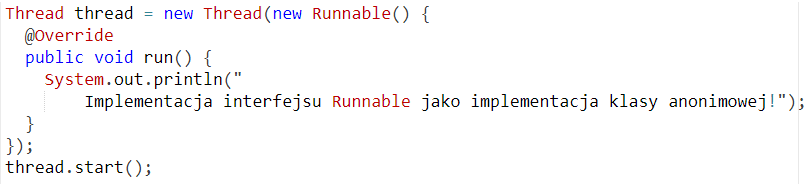 Thread thread = new Thread(new Runnable() {
  @Override
  public void run() {
    System.out.println("
        Implementacja interfejsu Runnable jako implementacja klasy anonimowej!");
  }
});
thread.start();